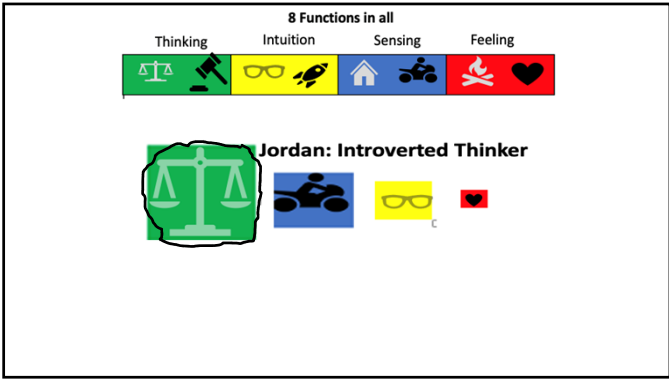 8 Functions in all
Thinking Intuition Sensing Feeling
Jordan: Introverted Thinker
c